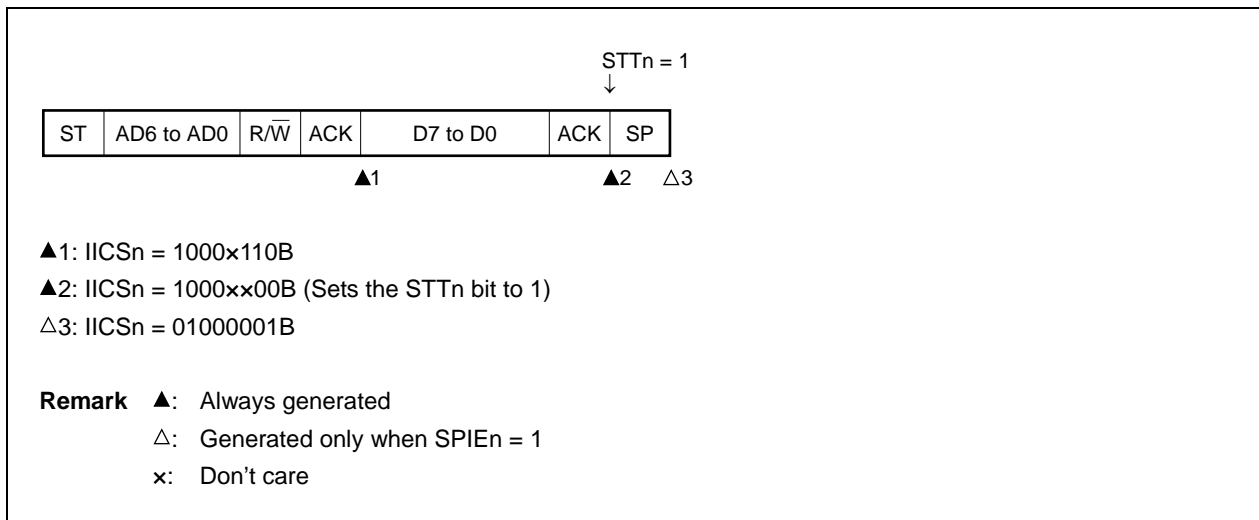 STTn = 1
↓
ST AD6 to AD0 R/W̅ ACK D7 to D0 ACK SP
▲1 ▲2 △3
▲1: IICSn = 1000×110B
▲2: IICSn = 1000××00B (Sets the STTn bit to 1)
△3: IICSn = 01000001B
Remark ▲: Always generated
△: Generated only when SPIEn = 1
×: Don't care